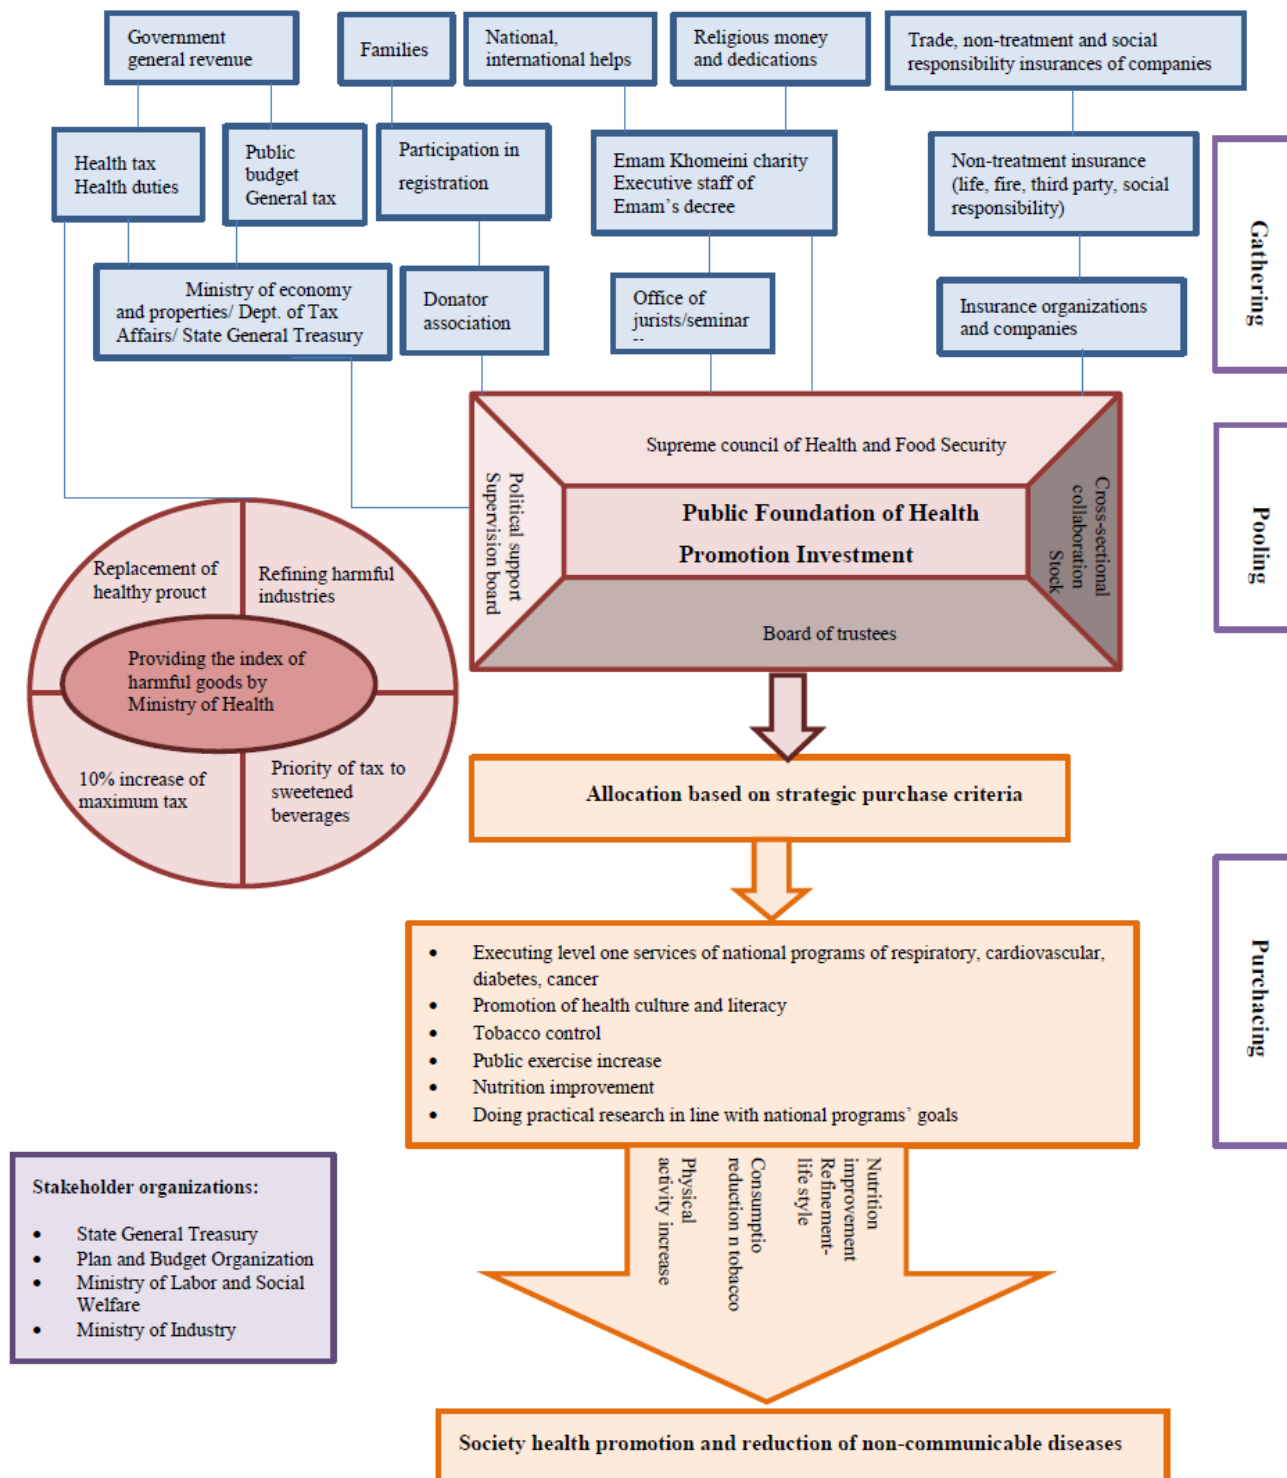 Government
general revenue
Families
National,
international helps
Religious money
and dedications
Trade, non-treatment and social
responsibility insurances of companies
Health tax
Health duties
Public
budget
General tax
Participation in
registration
Emam Khomeini charity
Executive staff of
Emam's decree
Non-treatment insurance
(life, fire, third party, social
responsibility)
Ministry of economy
and properties/ Dept. of Tax
Affairs/ State General Treasury
Donator
association
Office of
jurists/seminar
--
Insurance organizations
and companies
Gathering
Supreme council of Health and Food Security
Political support
Supervision board
Public Foundation of Health
Promotion Investment
Cross-sectional
collaboration
Stock
Board of trustees
Pooling
Replacement of
healthy prouct
Refining harmful
industries
Providing the index of
harmful goods by
Ministry of Health
10% increase of
maximum tax
Priority of tax to
sweetened
beverages
Allocation based on strategic purchase criteria
• Executing level one services of national programs of respiratory, cardiovascular,
diabetes, cancer
• Promotion of health culture and literacy
• Tobacco control
• Public exercise increase
• Nutrition improvement
• Doing practical research in line with national programs' goals
Purchacing
Nutrition
improvement
Refinement-
life style
Consumptio
reduction n tobacco
Physical
activity increase
Stakeholder organizations:
• State General Treasury
• Plan and Budget Organization
• Ministry of Labor and Social
Welfare
• Ministry of Industry
Society health promotion and reduction of non-communicable diseases